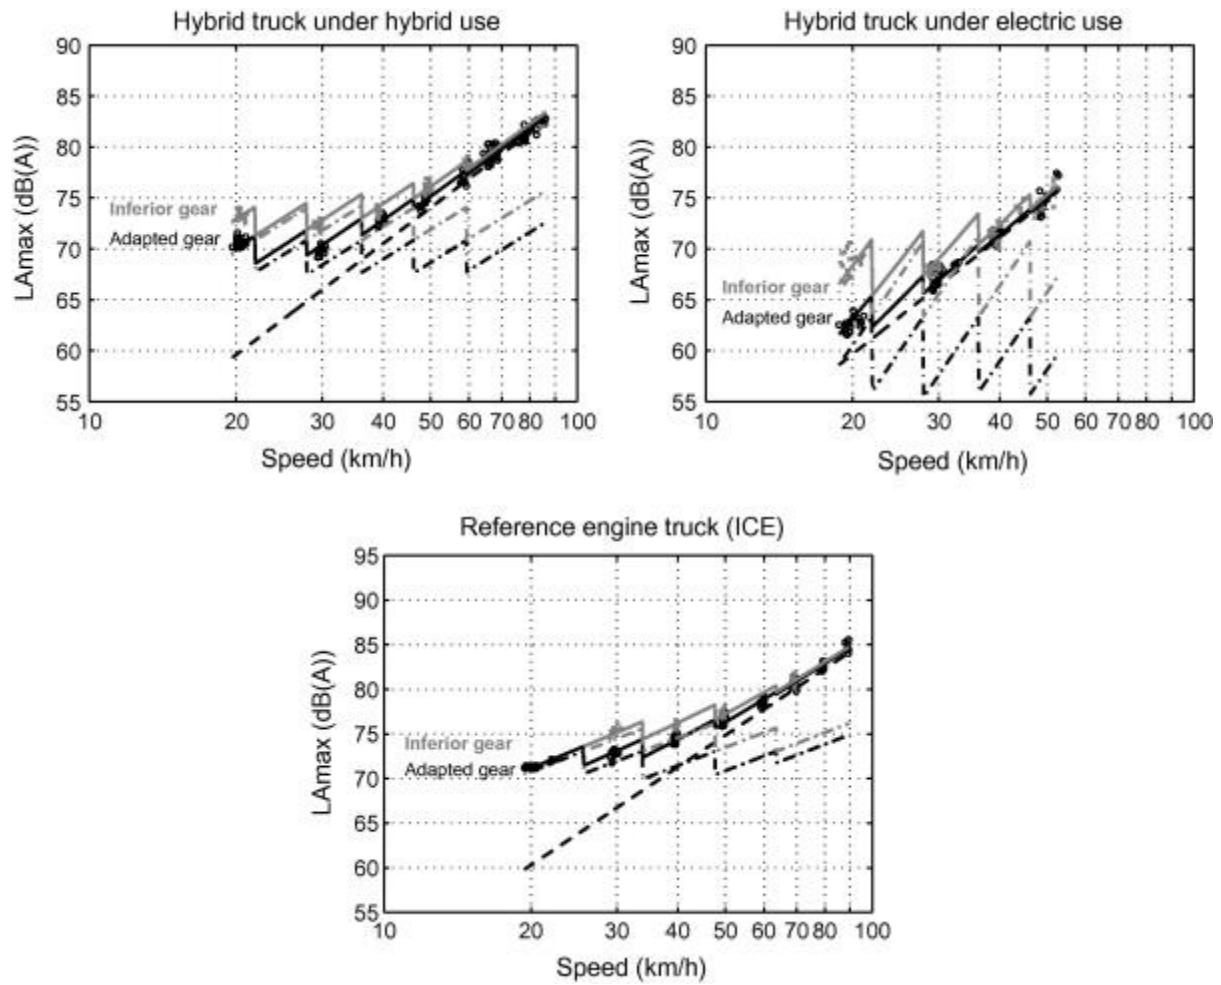 Hybrid truck under hybrid use
90
85
80
75
70
65
60
55
LAmax (dB(A))
Inferior gear
Adapted gear
10 20 30 40 50 60 70 80 100
Speed (km/h)
Hybrid truck under electric use
90
85
80
75
70
65
60
55
LAmax (dB(A))
Inferior gear
Adapted gear
10 20 30 40 50 60 70 80 100
Speed (km/h)
Reference engine truck (ICE)
95
90
85
80
75
70
65
60
55
LAmax (dB(A))
Inferior gear
Adapted gear
10 20 30 40 50 60 70 80 100
Speed (km/h)